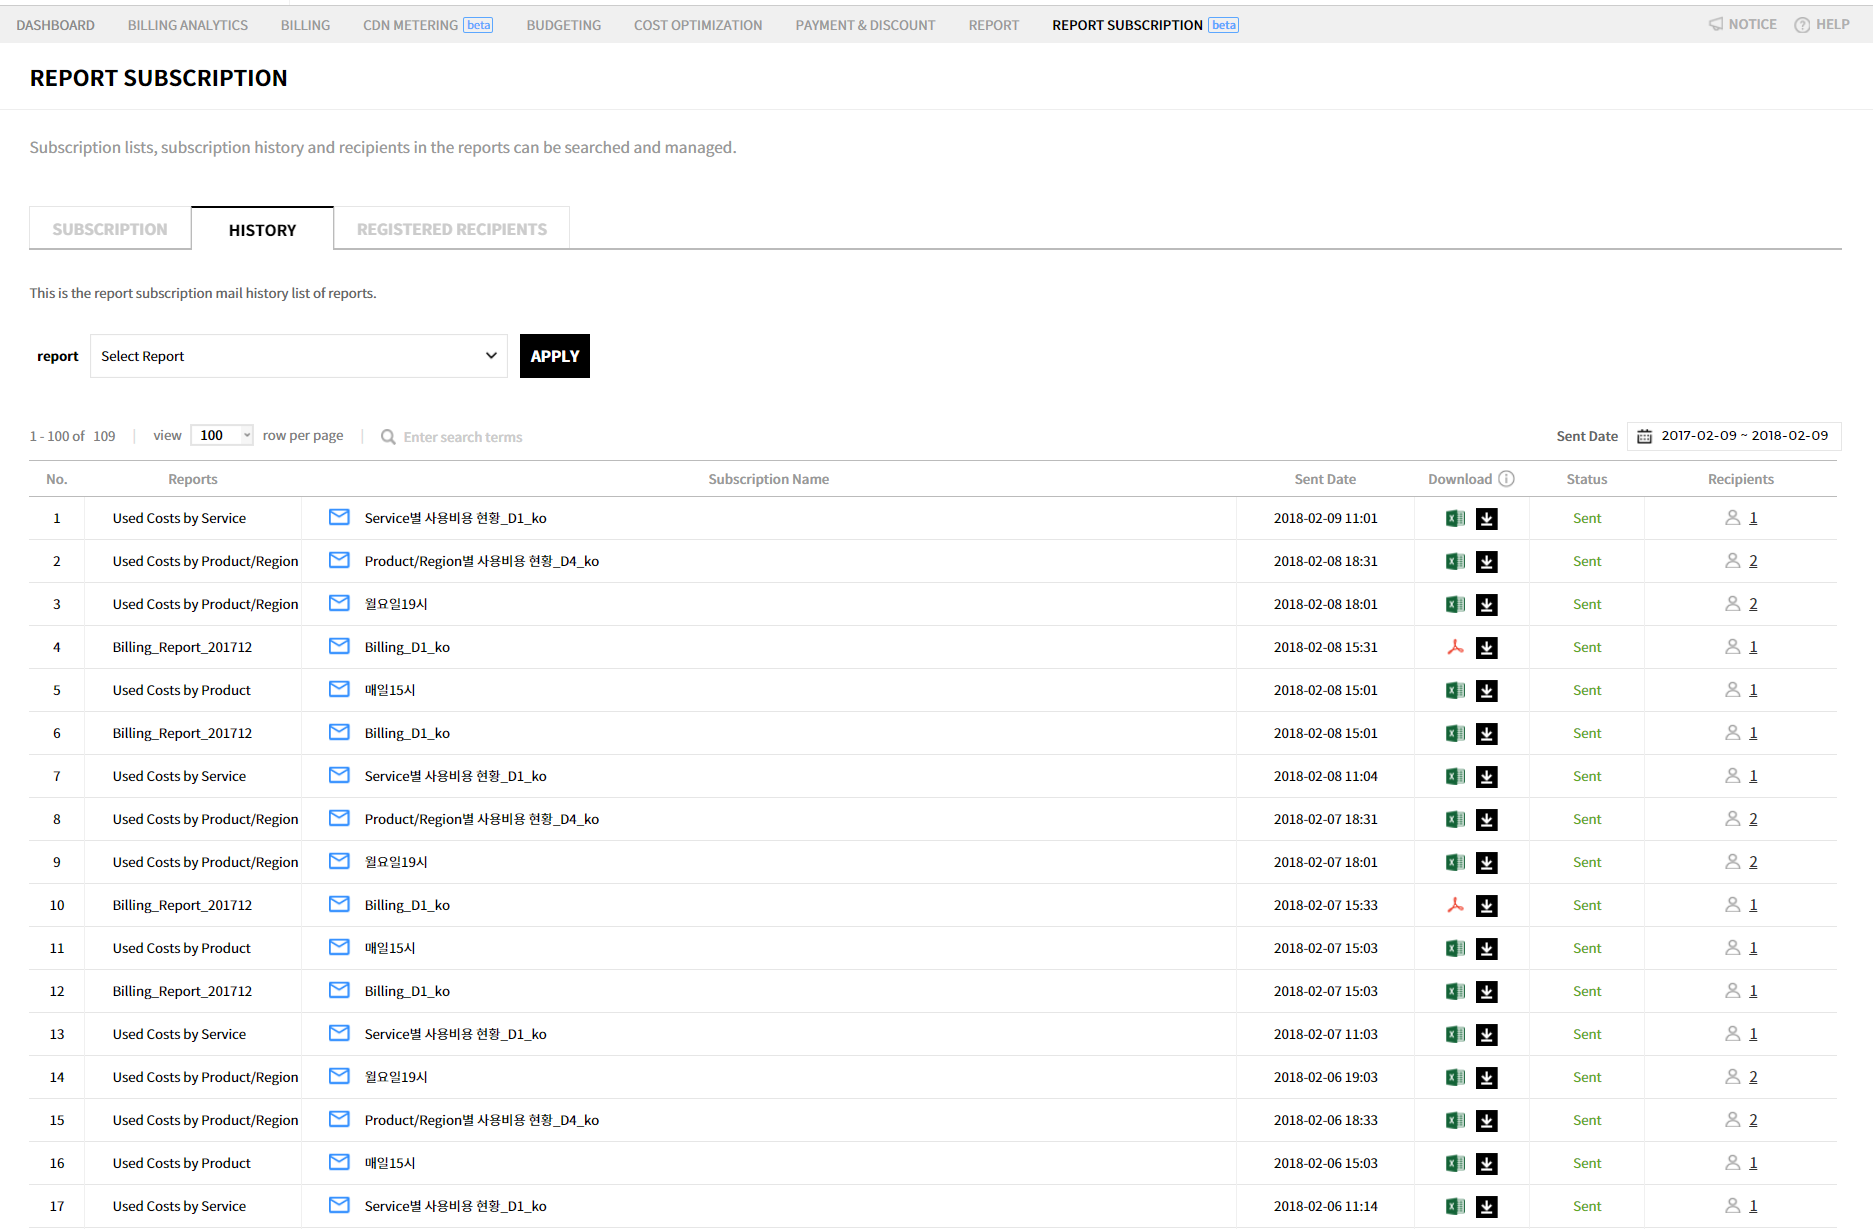 DASHBOARD BILLING ANALYTICS BILLING CDN METERING beta BUDGETING COST OPTIMIZATION PAYMENT & DISCOUNT REPORT REPORT SUBSCRIPTION beta NOTICE HELP
REPORT SUBSCRIPTION
Subscription lists, subscription history and recipients in the reports can be searched and managed.
SUBSCRIPTION HISTORY REGISTERED RECIPIENTS
This is the report subscription mail history list of reports.
report Select Report APPLY
1 - 100 of 109 view 100 row per page Enter search terms Sent Date 2017-02-09 ~ 2018-02-09
No. Reports Subscription Name Sent Date Download Status Recipients
1 Used Costs by Service Service별 사용비용 현황_D1_ko 2018-02-09 11:01 Sent 1
2 Used Costs by Product/Region Product/Region별 사용비용 현황_D4_ko 2018-02-08 18:31 Sent 2
3 Used Costs by Product/Region 월요일19시 2018-02-08 18:01 Sent 2
4 Billing_Report_201712 Billing_D1_ko 2018-02-08 15:31 Sent 1
5 Used Costs by Product 매일15시 2018-02-08 15:01 Sent 1
6 Billing_Report_201712 Billing_D1_ko 2018-02-08 15:01 Sent 1
7 Used Costs by Service Service별 사용비용 현황_D1_ko 2018-02-08 11:04 Sent 1
8 Used Costs by Product/Region Product/Region별 사용비용 현황_D4_ko 2018-02-07 18:31 Sent 2
9 Used Costs by Product/Region 월요일19시 2018-02-07 18:01 Sent 2
10 Billing_Report_201712 Billing_D1_ko 2018-02-07 15:33 Sent 1
11 Used Costs by Product 매일15시 2018-02-07 15:03 Sent 1
12 Billing_Report_201712 Billing_D1_ko 2018-02-07 15:03 Sent 1
13 Used Costs by Service Service별 사용비용 현황_D1_ko 2018-02-07 11:03 Sent 1
14 Used Costs by Product/Region 월요일19시 2018-02-06 19:03 Sent 2
15 Used Costs by Product/Region Product/Region별 사용비용 현황_D4_ko 2018-02-06 18:33 Sent 2
16 Used Costs by Product 매일15시 2018-02-06 15:03 Sent 1
17 Used Costs by Service Service별 사용비용 현황_D1_ko 2018-02-06 11:14 Sent 1